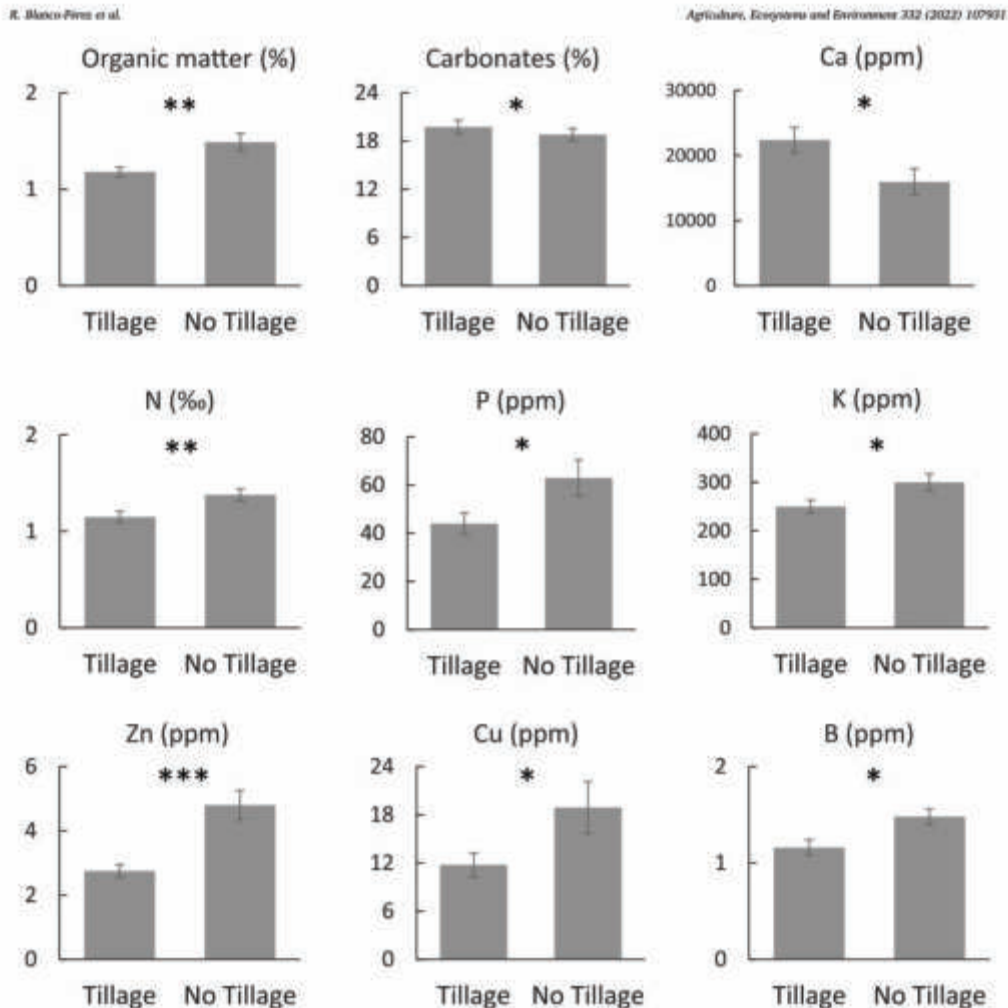 R. Blanco-Pérez et al.
Agriculture, Ecosystems and Environment 332 (2022) 107931
Organic matter (%)
2
1
0
**
Tillage No Tillage
Carbonates (%)
24
18
12
6
0
*
Tillage No Tillage
Ca (ppm)
30000
20000
10000
0
*
Tillage No Tillage
N (‰)
2
1
0
**
Tillage No Tillage
P (ppm)
80
60
40
20
0
*
Tillage No Tillage
K (ppm)
400
300
200
100
0
*
Tillage No Tillage
Zn (ppm)
6
4
2
0
***
Tillage No Tillage
Cu (ppm)
24
18
12
6
0
*
Tillage No Tillage
B (ppm)
2
1
0
*
Tillage No Tillage